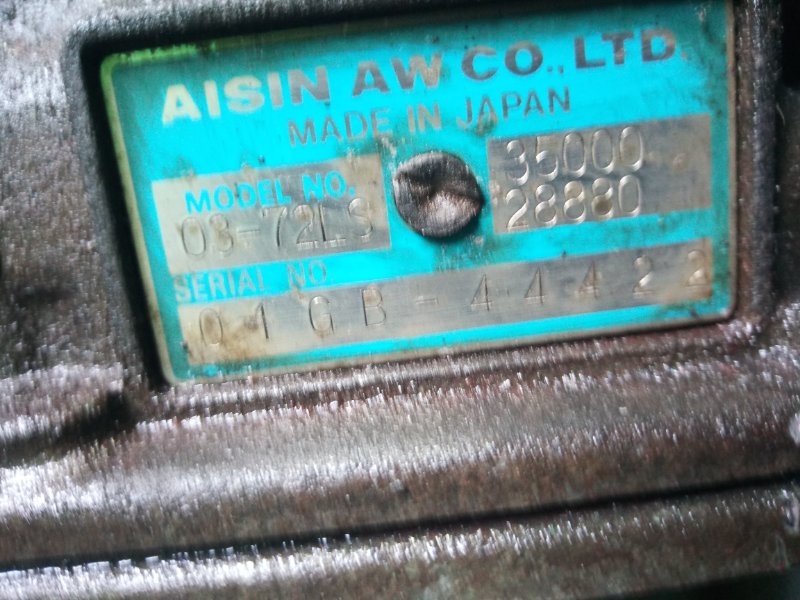 AISIN AW CO., LTD.
MADE IN JAPAN
MODEL NO.
03-72LS
35000
28880
SERIAL NO
01GB-44422